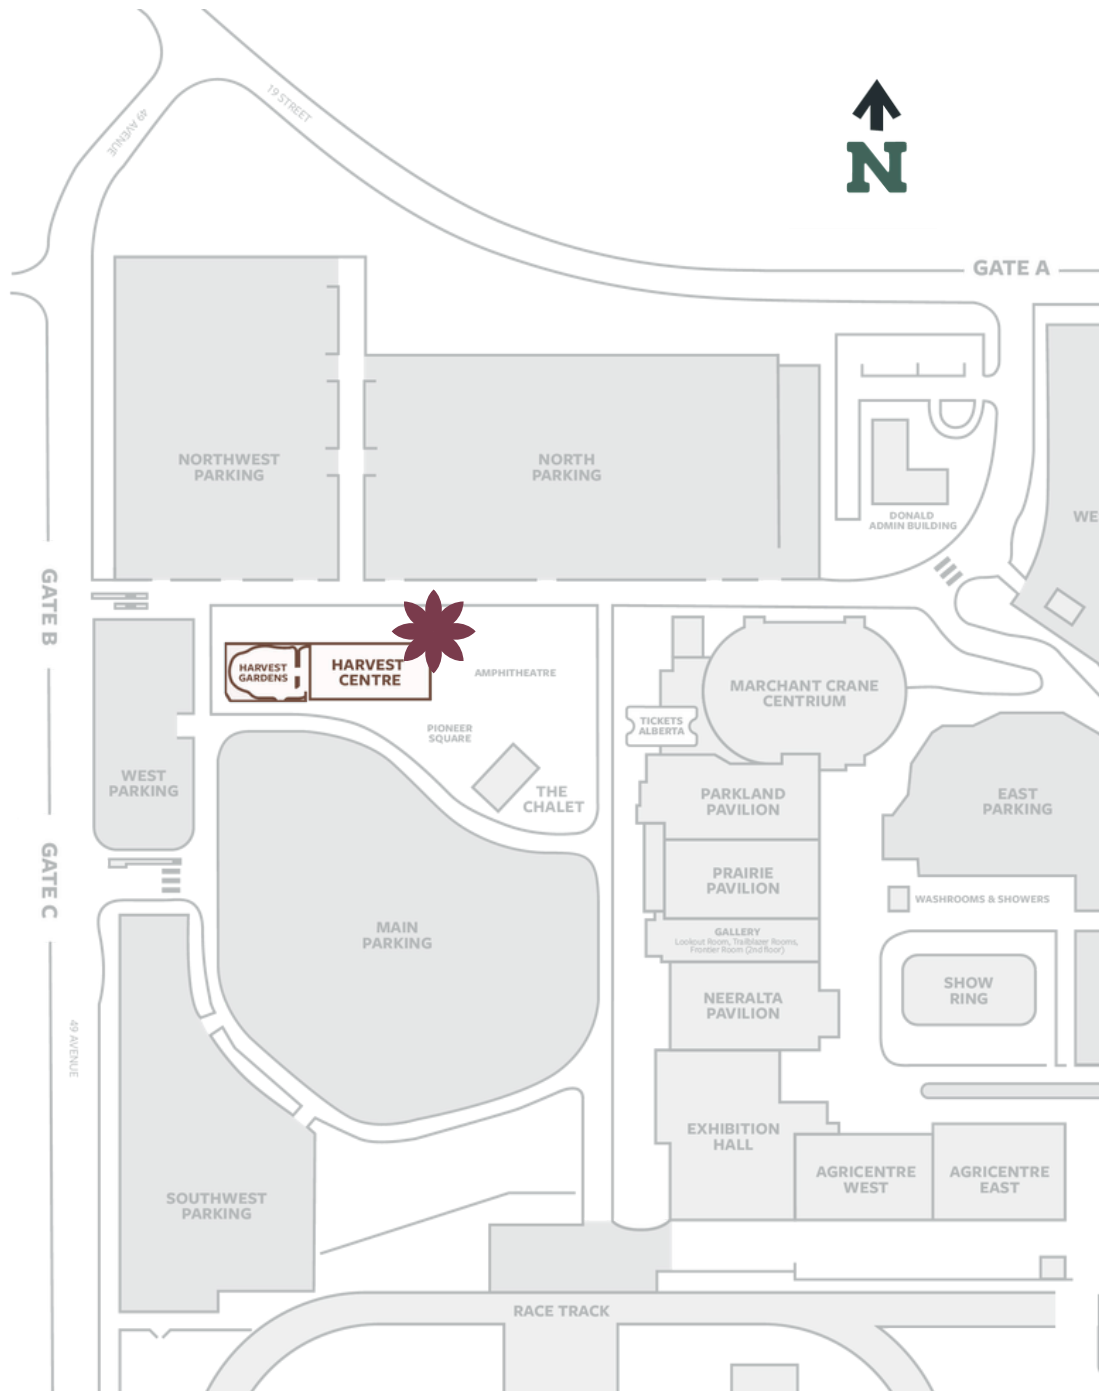 19 STREET
49 AVENUE
N
GATE A
NORTHWEST
PARKING
NORTH
PARKING
DONALD
ADMIN BUILDING
WE
GATE B
HARVEST
GARDENS
HARVEST
CENTRE
AMPHITHEATRE
MARCHANT CRANE
CENTRIUM
TICKETS
ALBERTA
PIONEER
SQUARE
WEST
PARKING
THE
CHALET
PARKLAND
PAVILION
EAST
PARKING
GATE C
PRAIRIE
PAVILION
WASHROOMS & SHOWERS
MAIN
PARKING
GALLERY
Lookout Room, Trailblazer Rooms,
Frontier Room (2nd floor)
SHOW
RING
NEERALTA
PAVILION
49 AVENUE
EXHIBITION
HALL
AGRICENTRE
WEST
AGRICENTRE
EAST
SOUTHWEST
PARKING
RACE TRACK